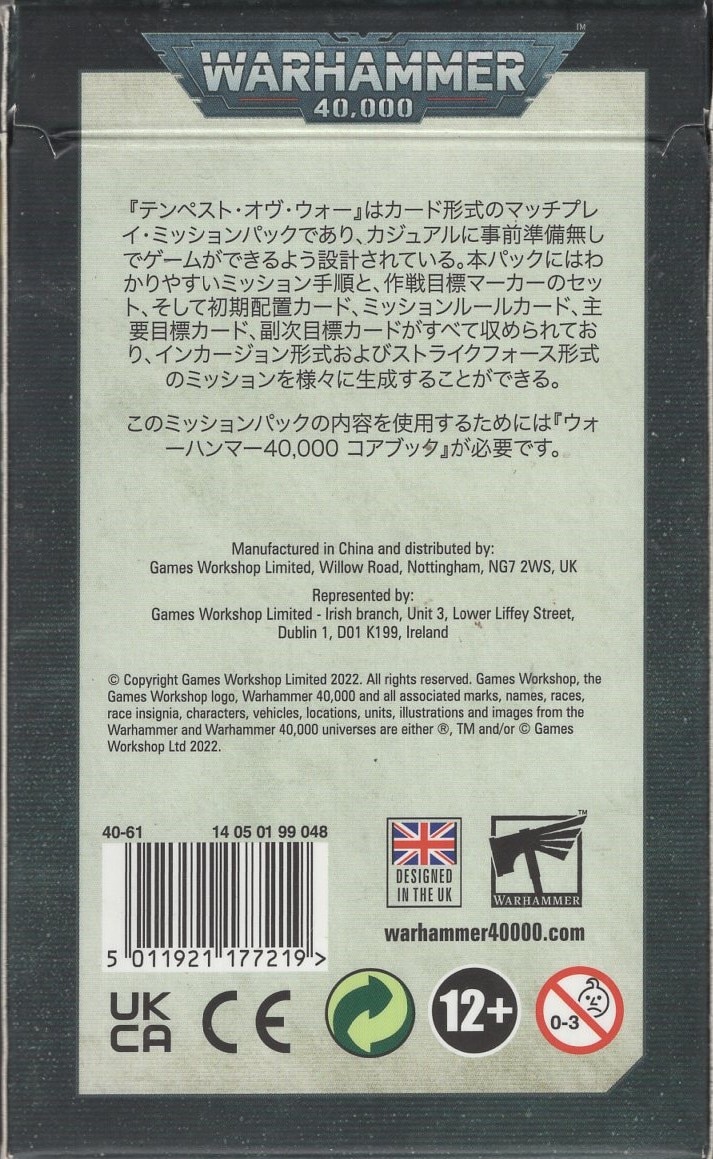 WARHAMMER
40,000
TM
『テンペスト・オヴ・ウォー』はカード形式のマッチプレ
イ・ミッションパックであり、カジュアルに事前準備無し
でゲームができるよう設計されている。本パックにはわ
かりやすいミッション手順と、作戦目標マーカーのセッ
ト、そして初期配置カード、ミッションルールカード、主
要目標カード、副次目標カードがすべて収められてお
り、インカージョン形式およびストライクフォース形式
のミッションを様々に生成することができる。
このミッションパックの内容を使用するためには『ウォ
ーハンマー40,000 コアブック』が必要です。
Manufactured in China and distributed by:
Games Workshop Limited, Willow Road, Nottingham, NG7 2WS, UK
Represented by:
Games Workshop Limited - Irish branch, Unit 3, Lower Liffey Street,
Dublin 1, D01 K199, Ireland
© Copyright Games Workshop Limited 2022. All rights reserved. Games Workshop, the
Games Workshop logo, Warhammer 40,000 and all associated marks, names, races,
race insignia, characters, vehicles, locations, units, illustrations and images from the
Warhammer and Warhammer 40,000 universes are either ®, TM and/or © Games
Workshop Ltd 2022.
40-61 14 05 01 99 048
5 011921 177219 >
DESIGNED
IN THE UK
TM
WARHAMMER
warhammer40000.com
UK
CA
CE
12+
0-3